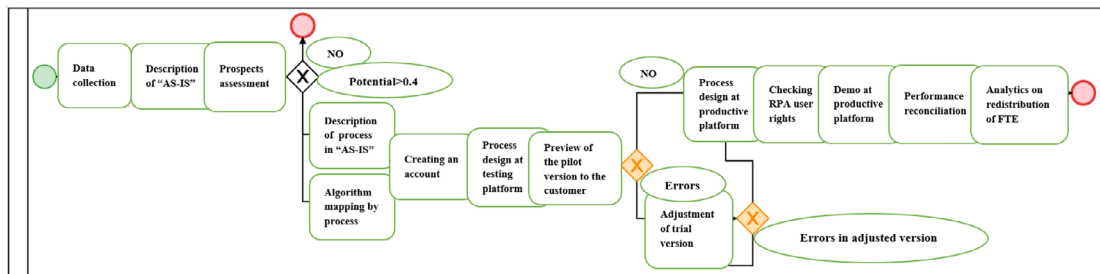 Data
collection
Description
of “AS-IS”
Prospects
assessment
X
NO
Potential>0.4
Description
of process
in “AS-IS”
Algorithm
mapping by
process
Creating an
account
Process
design at
testing
platform
Preview of
the pilot
version to the
customer
X
NO
Errors
Adjustment
of trial
version
X
Errors in adjusted version
Process
design at
productive
platform
Checking
RPA user
rights
Demo at
productive
platform
Performance
reconciliation
Analytics on
redistribution
of FTE